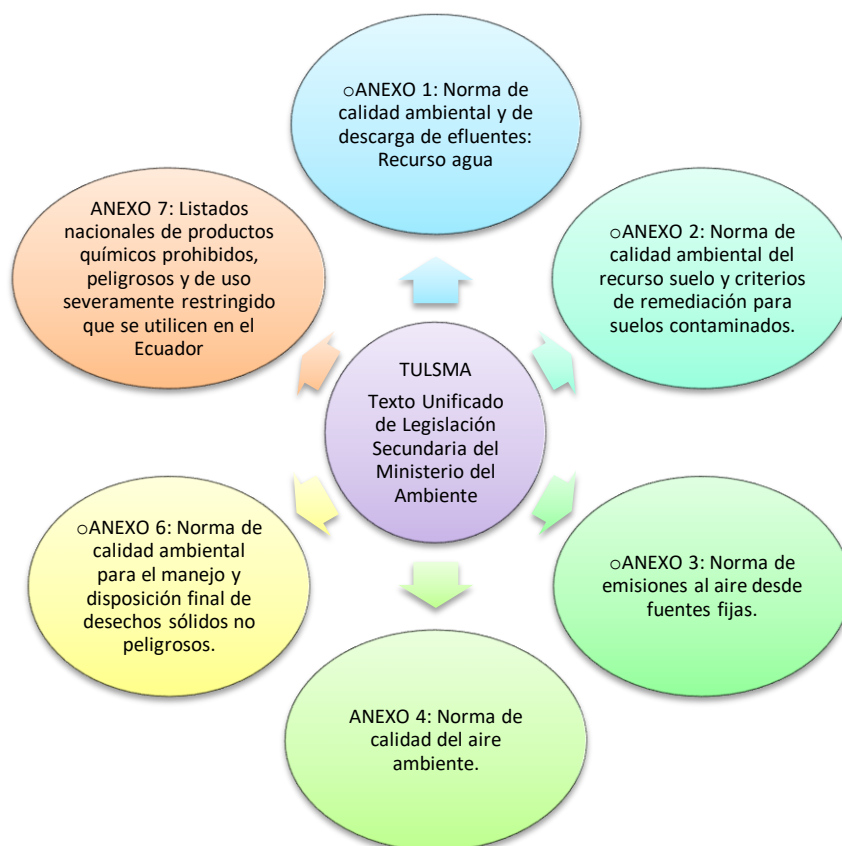 oANEXO 1: Norma de
calidad ambiental y de
descarga de efluentes:
Recurso agua
oANEXO 2: Norma de
calidad ambiental del
recurso suelo y criterios
de remediación para
suelos contaminados.
oANEXO 3: Norma de
emisiones al aire desde
fuentes fijas.
ANEXO 4: Norma de
calidad del aire
ambiente.
oANEXO 6: Norma de
calidad ambiental
para el manejo y
disposición final de
desechos sólidos no
peligrosos.
ANEXO 7: Listados
nacionales de productos
químicos prohibidos,
peligrosos y de uso
severamente restringido
que se utilicen en el
Ecuador
TULSMA
Texto Unificado
de Legislación
Secundaria del
Ministerio del
Ambiente